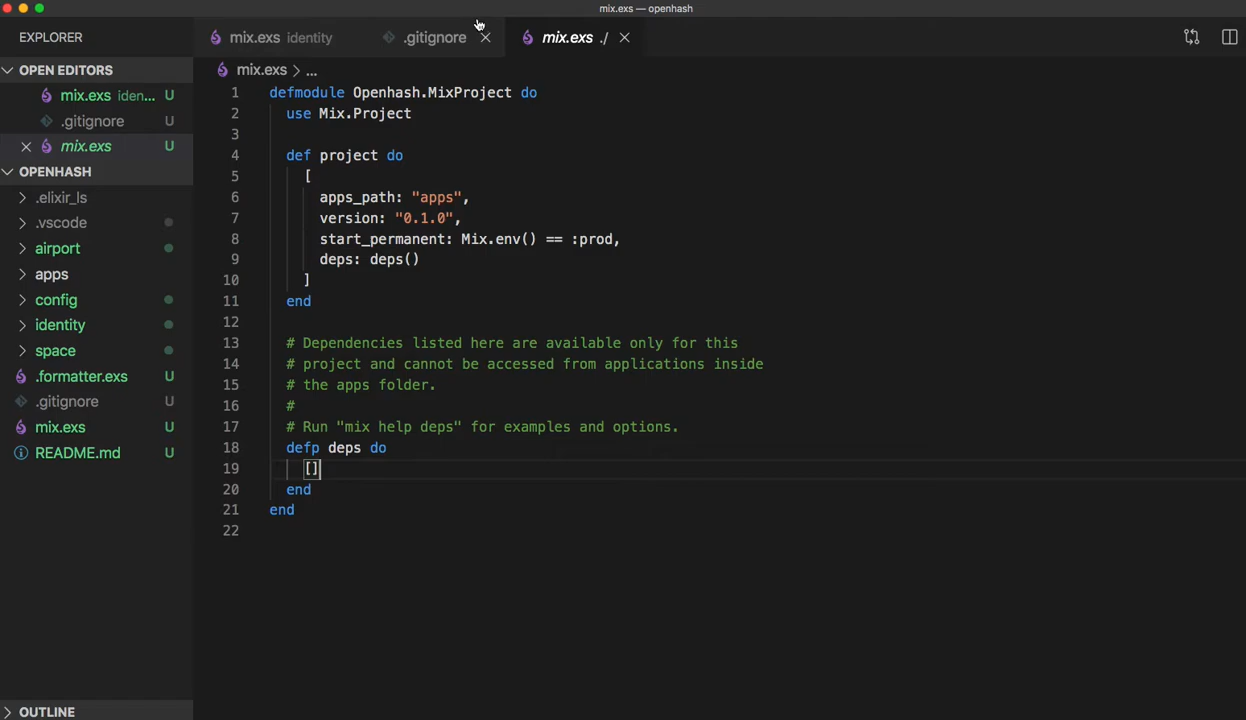 mix.exs — openhash
EXPLORER
mix.exs identity
.gitignore
mix.exs ./
OPEN EDITORS
mix.exs iden... U
.gitignore U
mix.exs U
OPENHASH
.elixir_ls
.vscode
airport
apps
config
identity
space
.formatter.exs U
.gitignore U
mix.exs U
README.md U
OUTLINE
mix.exs > ...
1 defmodule Openhash.MixProject do
2 use Mix.Project
3
4 def project do
5 [
6 apps_path: "apps",
7 version: "0.1.0",
8 start_permanent: Mix.env() == :prod,
9 deps: deps()
10 ]
11 end
12
13 # Dependencies listed here are available only for this
14 # project and cannot be accessed from applications inside
15 # the apps folder.
16 #
17 # Run "mix help deps" for examples and options.
18 defp deps do
19 []
20 end
21 end
22